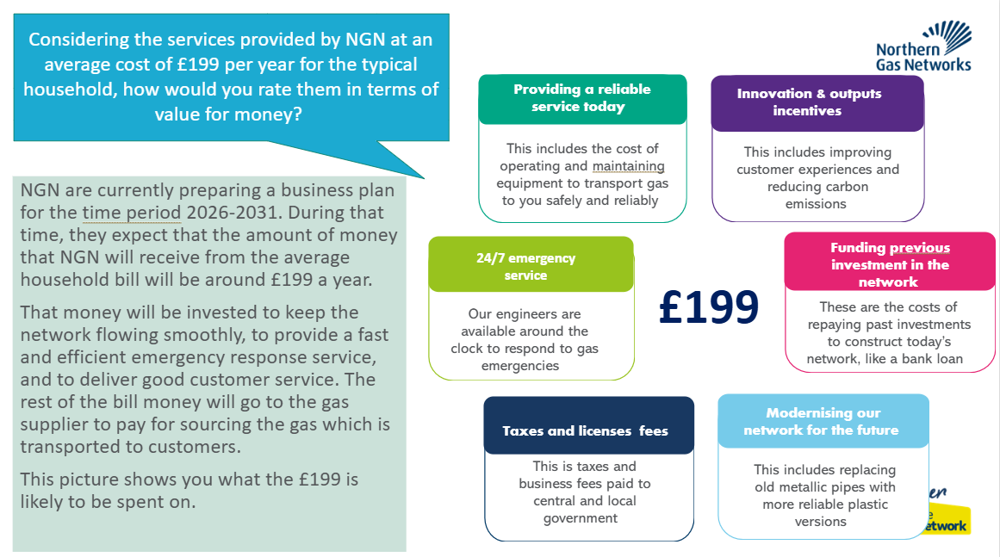 Considering the services provided by NGN at an
average cost of £199 per year for the typical
household, how would you rate them in terms of
value for money?
NGN are currently preparing a business plan
for the time period 2026-2031. During that
time, they expect that the amount of money
that NGN will receive from the average
household bill will be around £199 a year.
That money will be invested to keep the
network flowing smoothly, to provide a fast
and efficient emergency response service,
and to deliver good customer service. The
rest of the bill money will go to the gas
supplier to pay for sourcing the gas which is
transported to customers.
This picture shows you what the £199 is
likely to be spent on.
Northern
Gas Networks
Providing a reliable
service today
This includes the cost of
operating and maintaining
equipment to transport gas
to you safely and reliably
Innovation & outputs
incentives
This includes improving
customer experiences and
reducing carbon
emissions
24/7 emergency
service
Our engineers are
available around the
clock to respond to gas
emergencies
£199
Funding previous
investment in the
network
These are the costs of
repaying past investments
to construct today's
network, like a bank loan
Taxes and licenses fees
This is taxes and
business fees paid to
central and local
government
Modernising our
network for the future
This includes replacing
old metallic pipes with
more reliable plastic
versions